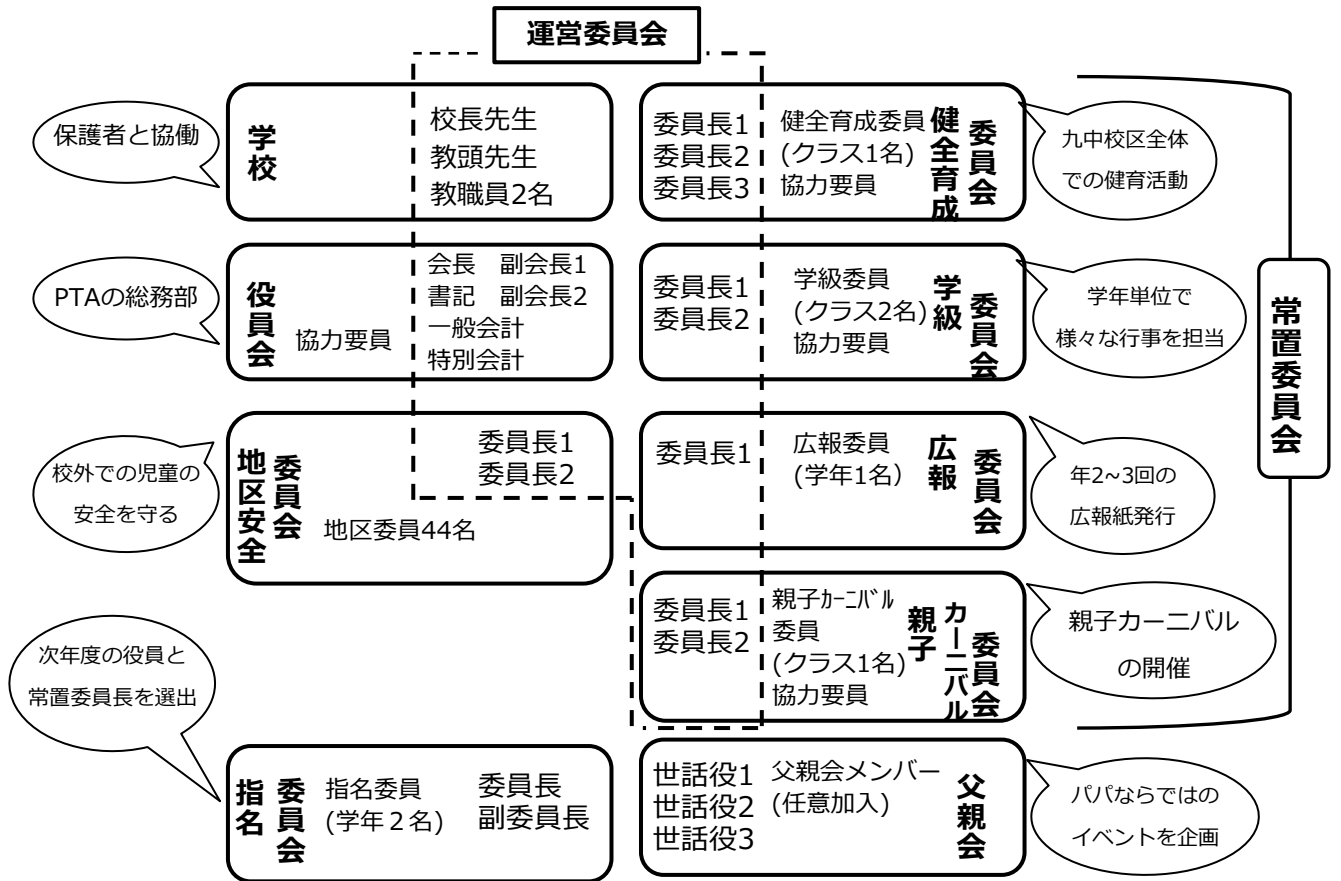 運営委員会
保護者と協働
学校
校長先生
教頭先生
教職員2名
委員長1
委員長2
委員長3
健全育成委員
(クラス1名)
協力要員
健全育成
委員会
九中校区全体
での健育活動
PTAの総務部
役員会
協力要員
会長　副会長1
書記　副会長2
一般会計
特別会計
委員長1
委員長2
学級委員
(クラス2名)
協力要員
学級
委員会
学年単位で
様々な行事を担当
常置委員会
校外での児童の
安全を守る
地区安全
委員会
委員長1
委員長2
地区委員44名
委員長1
広報委員
(学年1名)
広報
委員会
年2~3回の
広報紙発行
委員長1
委員長2
親子ｶｰﾆﾊﾞﾙ
委員
(クラス1名)
協力要員
親子
カーニバル
委員会
親子カーニバル
の開催
次年度の役員と
常置委員長を選出
指名
委員会
指名委員
(学年２名)
委員長
副委員長
世話役1
世話役2
世話役3
父親会メンバー
(任意加入)
父親会
パパならではの
イベントを企画